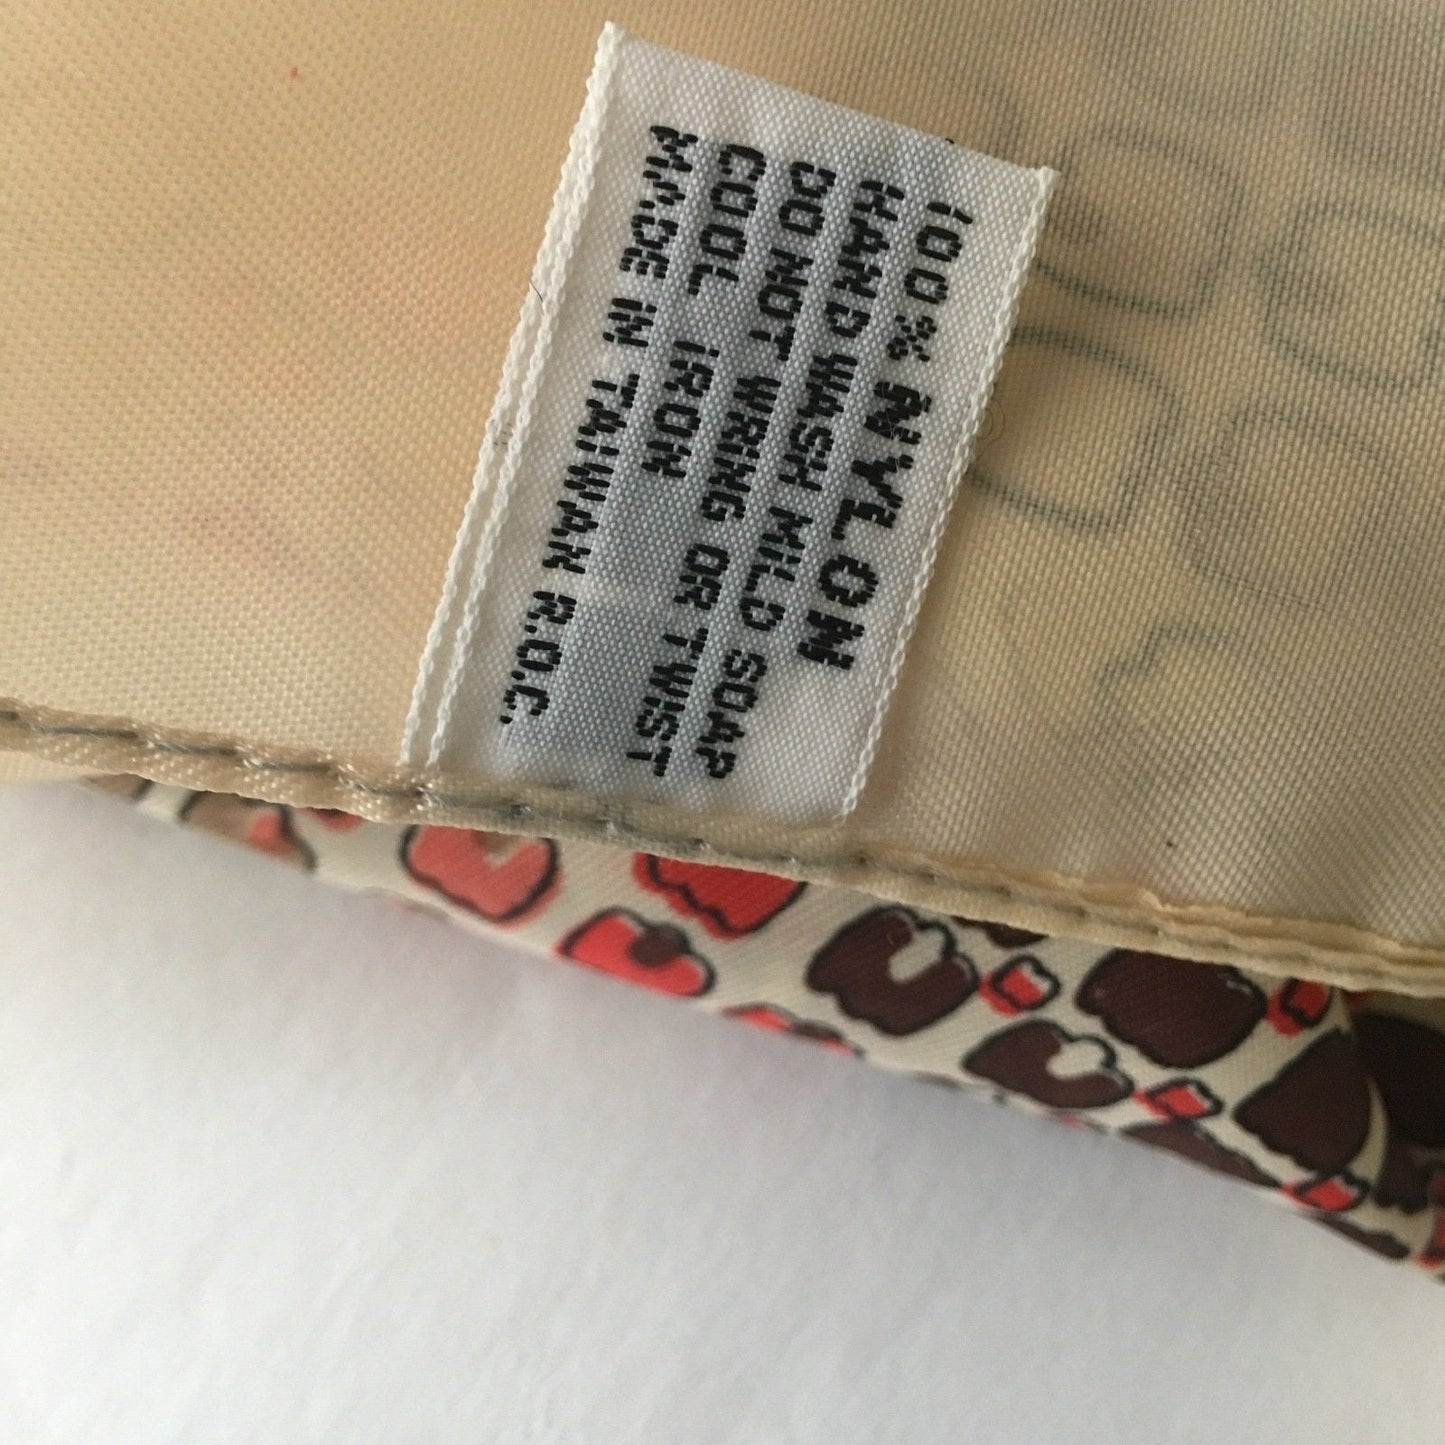 100% NYLON
HAND WASH MILD SOAP
DO NOT WRING OR TWIST
COOL IRON
MADE IN TAIWAN R.O.C.